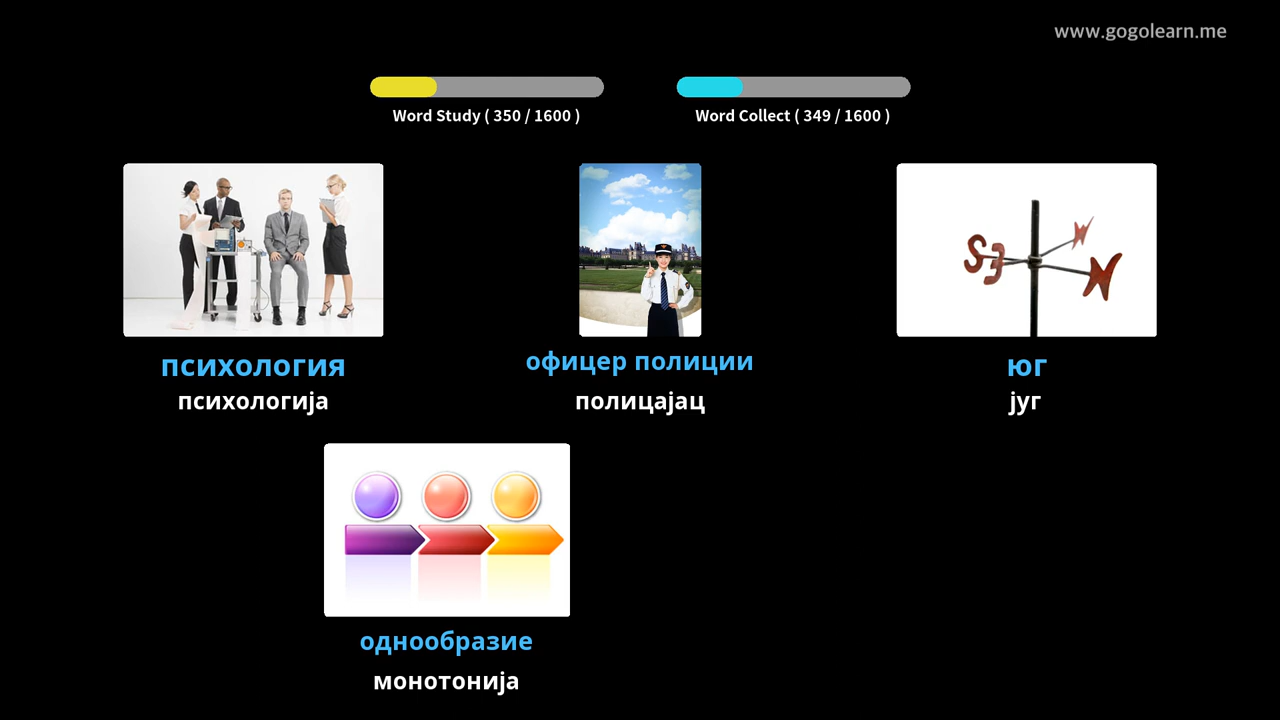 www.gogolearn.me
Word Study ( 350 / 1600 )
Word Collect ( 349 / 1600 )
S
E
N
психология
офицер полиции
юг
психологија
полицајац
југ
однообразие
монотонија